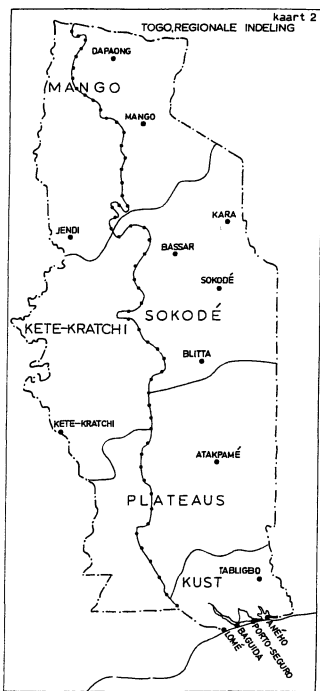 kaart 2
TOGO, REGIONALE INDELING
DAPAONG
MANGO
MANGO
KARA
JENDI
BASSAR
SOKODÉ
SOKODÉ
KETE-KRATCHI
BLITTA
KETE-KRATCHI
ATAKPAMÉ
PLATEAUS
TABLIGBO
KUST
LOMÉ
BAGUIDA
PORTO-SEGURO
ANÉHO